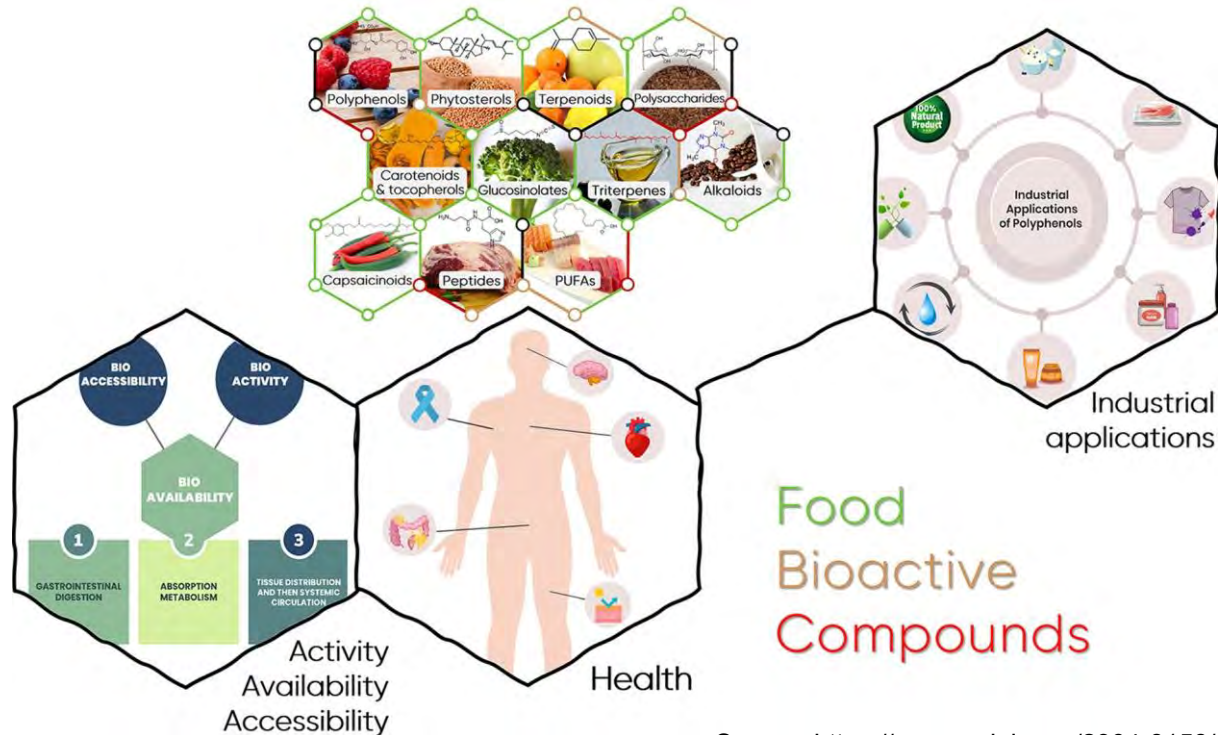 Polyphenols
Phytosterols
Terpenoids
Polysaccharides
Carotenoids
& tocopherols
Glucosinolates
Triterpenes
Alkaloids
Capsaicinoids
Peptides
PUFAs
100%
Natural
Product
Industrial
Applications
of Polyphenols
Industrial
applications
BIO
ACCESSIBILITY
BIO
ACTIVITY
BIO
AVAILABILITY
1
GASTROINTESTINAL
DIGESTION
2
ABSORPTION
METABOLISM
3
TISSUE DISTRIBUTION
AND THEN SYSTEMIC
CIRCULATION
Activity
Availability
Accessibility
Health
Food
Bioactive
Compounds